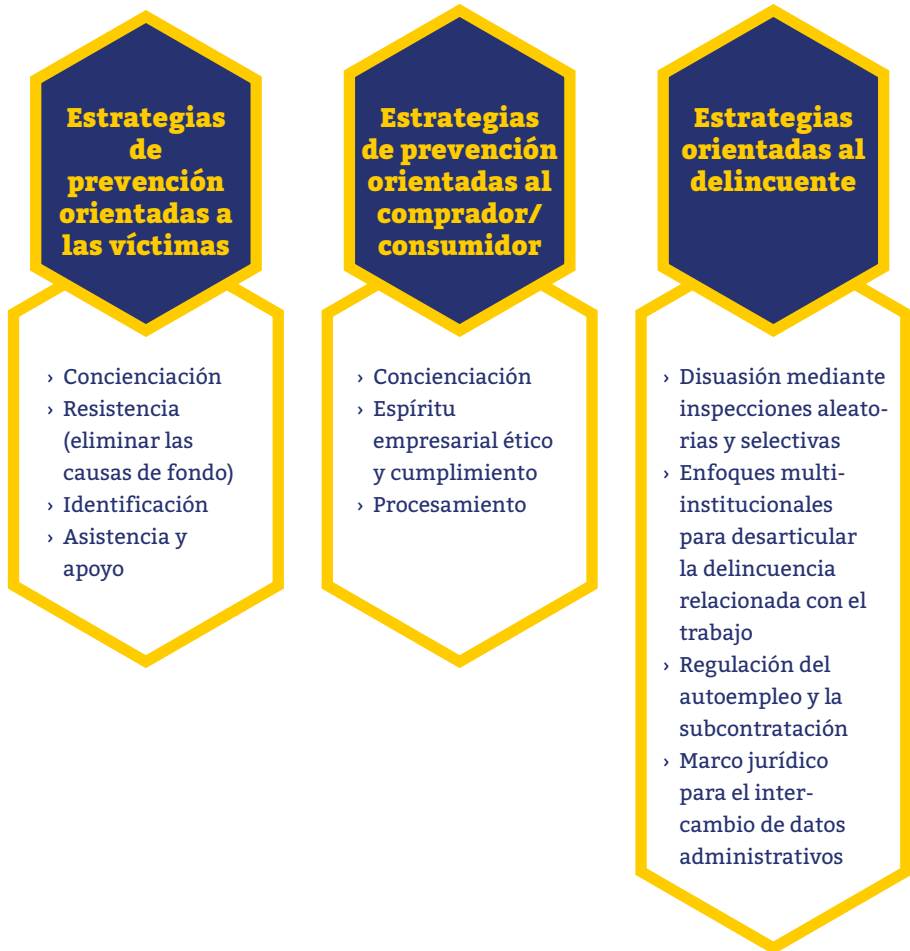 Estrategias
de
prevención
orientadas a
las víctimas
› Concienciación
› Resistencia
(eliminar las
causas de fondo)
› Identificación
› Asistencia y
apoyo
Estrategias
de prevención
orientadas al
comprador/
consumidor
› Concienciación
› Espíritu
empresarial ético
y cumplimiento
› Procesamiento
Estrategias
orientadas al
delincuente
› Disuasión mediante
inspecciones aleato-
rias y selectivas
› Enfoques multi-
institucionales
para desarticular
la delincuencia
relacionada con el
trabajo
› Regulación del
autoempleo y la
subcontratación
› Marco jurídico
para el inter-
cambio de datos
administrativos